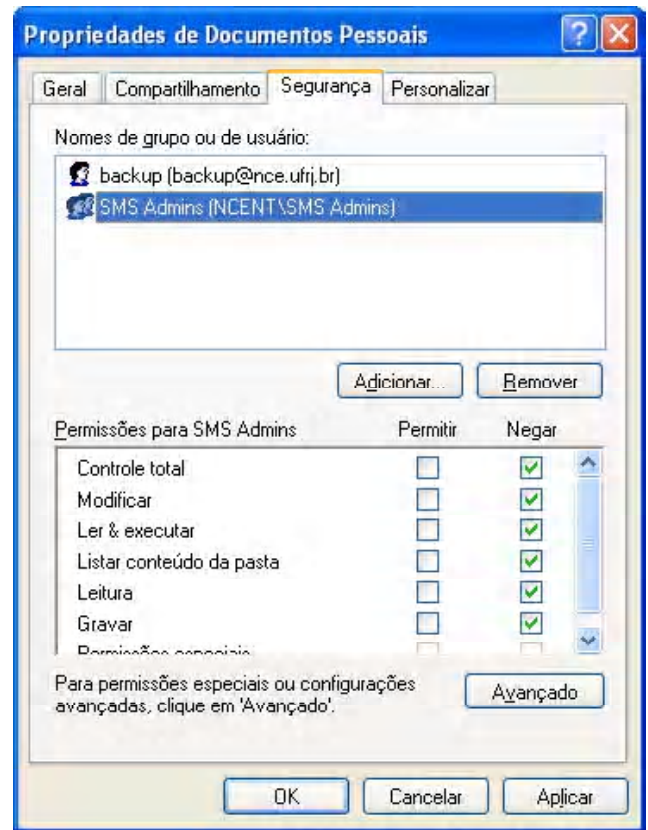 Propriedades de Documentos Pessoais
Geral Compartilhamento Segurança Personalizar
Nomes de grupo ou de usuário:
backup (backup@nce.ufrj.br)
SMS Admins (NCENT\SMS Admins)
Adicionar... Remover
Permissões para SMS Admins Permitir Negar
Controle total
Modificar
Ler & executar
Listar conteúdo da pasta
Leitura
Gravar
Permissões especiais
Para permissões especiais ou configurações
avançadas, clique em 'Avançado'.
Avançado
OK Cancelar Aplicar